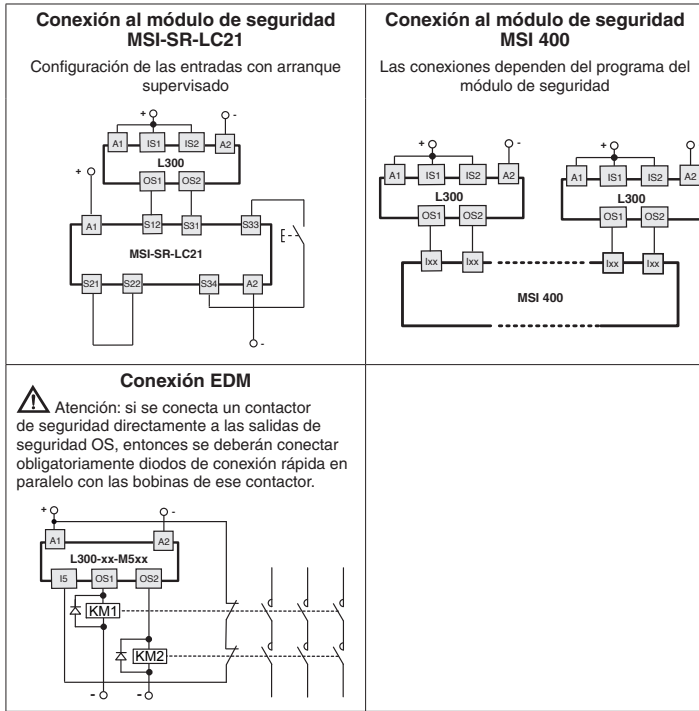 Conexión al módulo de seguridad
MSI-SR-LC21
Configuración de las entradas con arranque
supervisado
+ -
A1 IS1 IS2 A2
L300
+
OS1 OS2
A1 S12 S31 S33
MSI-SR-LC21
S21 S22 S34 A2
-
Conexión al módulo de seguridad
MSI 400
Las conexiones dependen del programa del
módulo de seguridad
+ - +
A1 IS1 IS2 A2 A1 IS1 IS2 A2
L300 L300
OS1 OS2 OS1 OS2
Ixx Ixx Ixx Ixx
MSI 400
Conexión EDM
Atención: si se conecta un contactor
de seguridad directamente a las salidas de
seguridad OS, entonces se deberán conectar
obligatoriamente diodos de conexión rápida en
paralelo con las bobinas de ese contactor.
+ -
A1 A2
L300-xx-M5xx
I5 OS1 OS2
KM1
KM2
- -